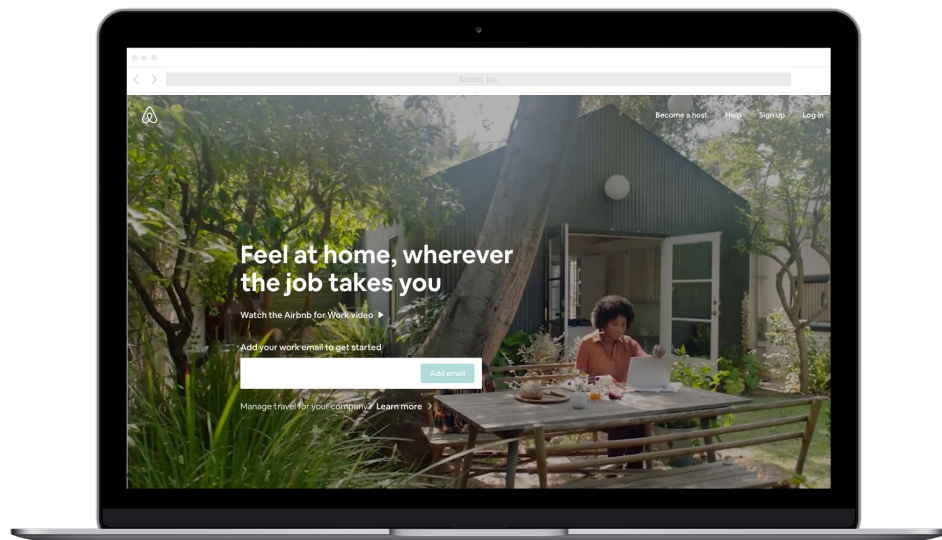 Airbnb, Inc.
Become a host
Help
Sign up
Log in
Feel at home, wherever
the job takes you
Watch the Airbnb for Work video
Add your work email to get started
Add email
Manage travel for your company? Learn more